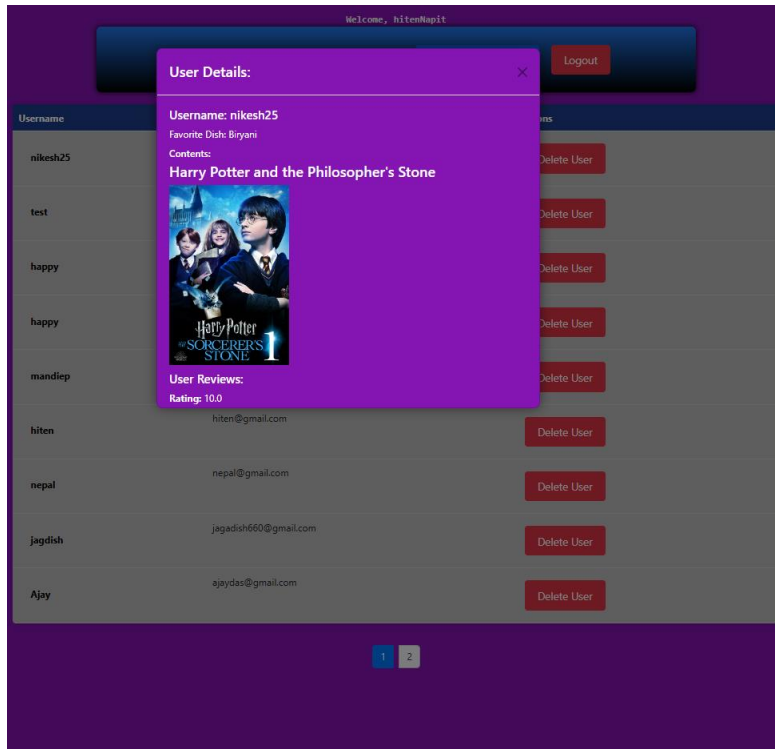 Welcome, hitenNapit
Logout
User Details:
×
Username: nikesh25
Favorite Dish: Biryani
Contents:
Harry Potter and the Philosopher's Stone
Harry Potter
SORCERER'S
STONE 1
User Reviews:
Rating: 10.0
Username
ons
nikesh25 Delete User
test Delete User
happy Delete User
happy Delete User
mandiep Delete User
hiten hiten@gmail.com Delete User
nepal nepal@gmail.com Delete User
jagdish jagadish660@gmail.com Delete User
Ajay ajaydas@gmail.com Delete User
1 2